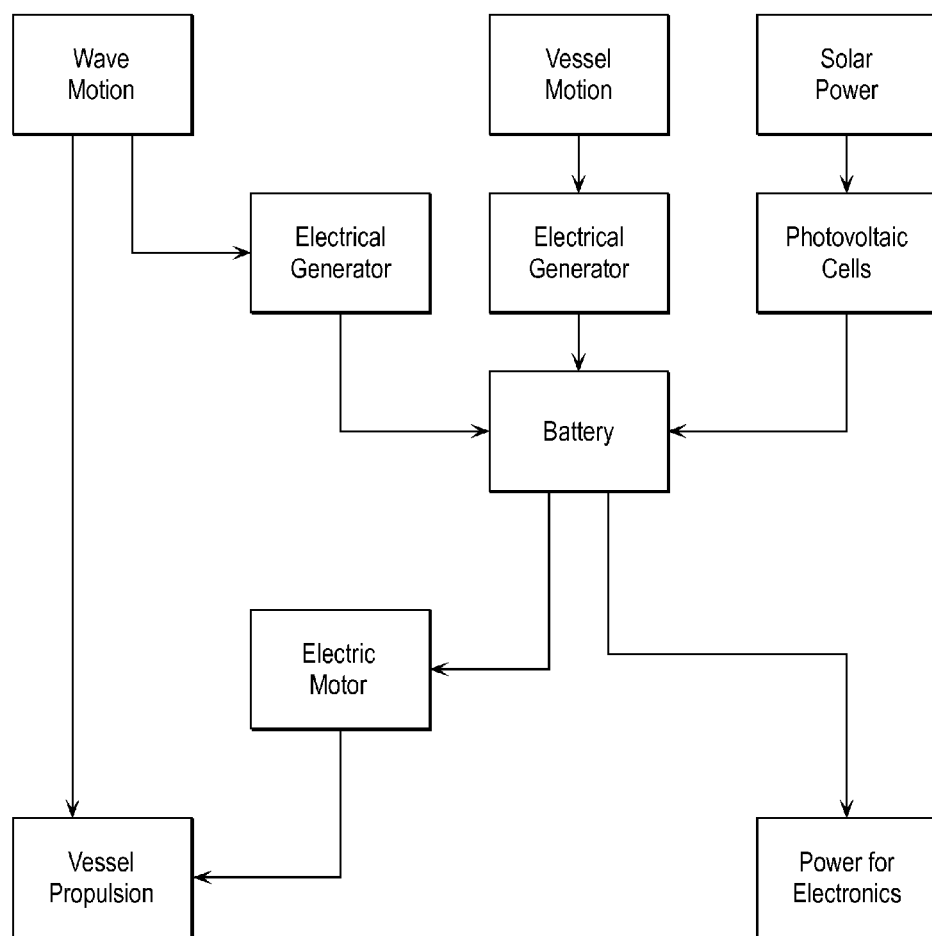 Wave
Motion
Vessel
Motion
Solar
Power
Electrical
Generator
Electrical
Generator
Photovoltaic
Cells
Battery
Electric
Motor
Vessel
Propulsion
Power for
Electronics